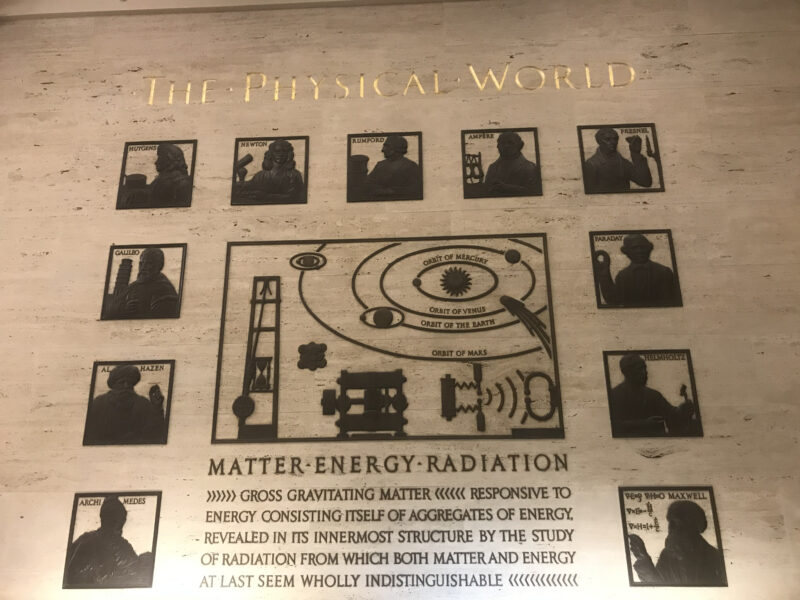 THE · PHYSICAL · WORLD
HUYGENS
NEWTON
RUMFORD
AMPÈRE
FRESNEL
GALILEO
FARADAY
ORBIT OF MERCURY
ORBIT OF VENUS
ORBIT OF THE EARTH
ORBIT OF MARS
AL HAZEN
HELMHOLTZ
MATTER·ENERGY·RADIATION
ARCHI MEDES
MAXWELL
》》》 GROSS GRAVITATING MATTER 《《《 RESPONSIVE TO
ENERGY CONSISTING ITSELF OF AGGREGATES OF ENERGY,
REVEALED IN ITS INNERMOST STRUCTURE BY THE STUDY
OF RADIATION FROM WHICH BOTH MATTER AND ENERGY
AT LAST SEEM WHOLLY INDISTINGUISHABLE 《《《《《《